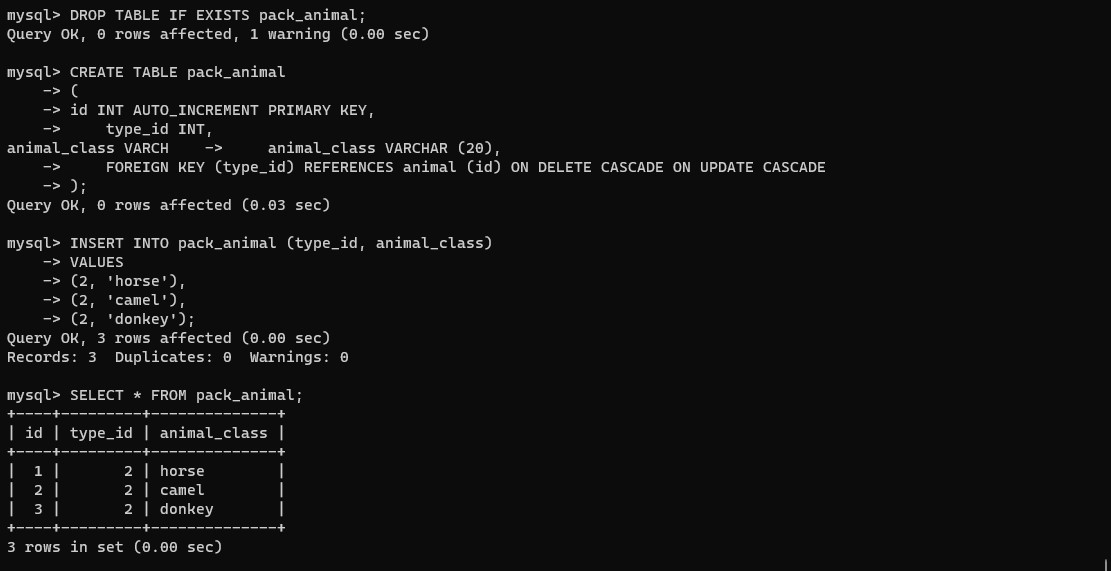 mysql> DROP TABLE IF EXISTS pack_animal;
Query OK, 0 rows affected, 1 warning (0.00 sec)

mysql> CREATE TABLE pack_animal
    -> (
    -> id INT AUTO_INCREMENT PRIMARY KEY,
    ->     type_id INT,
animal_class VARCH    ->     animal_class VARCHAR (20),
    ->     FOREIGN KEY (type_id) REFERENCES animal (id) ON DELETE CASCADE ON UPDATE CASCADE
    -> );
Query OK, 0 rows affected (0.03 sec)

mysql> INSERT INTO pack_animal (type_id, animal_class)
    -> VALUES
    -> (2, 'horse'),
    -> (2, 'camel'),
    -> (2, 'donkey');
Query OK, 3 rows affected (0.00 sec)
Records: 3  Duplicates: 0  Warnings: 0

mysql> SELECT * FROM pack_animal;
+----+---------+--------------+
| id | type_id | animal_class |
+----+---------+--------------+
|  1 |       2 | horse        |
|  2 |       2 | camel        |
|  3 |       2 | donkey       |
+----+---------+--------------+
3 rows in set (0.00 sec)